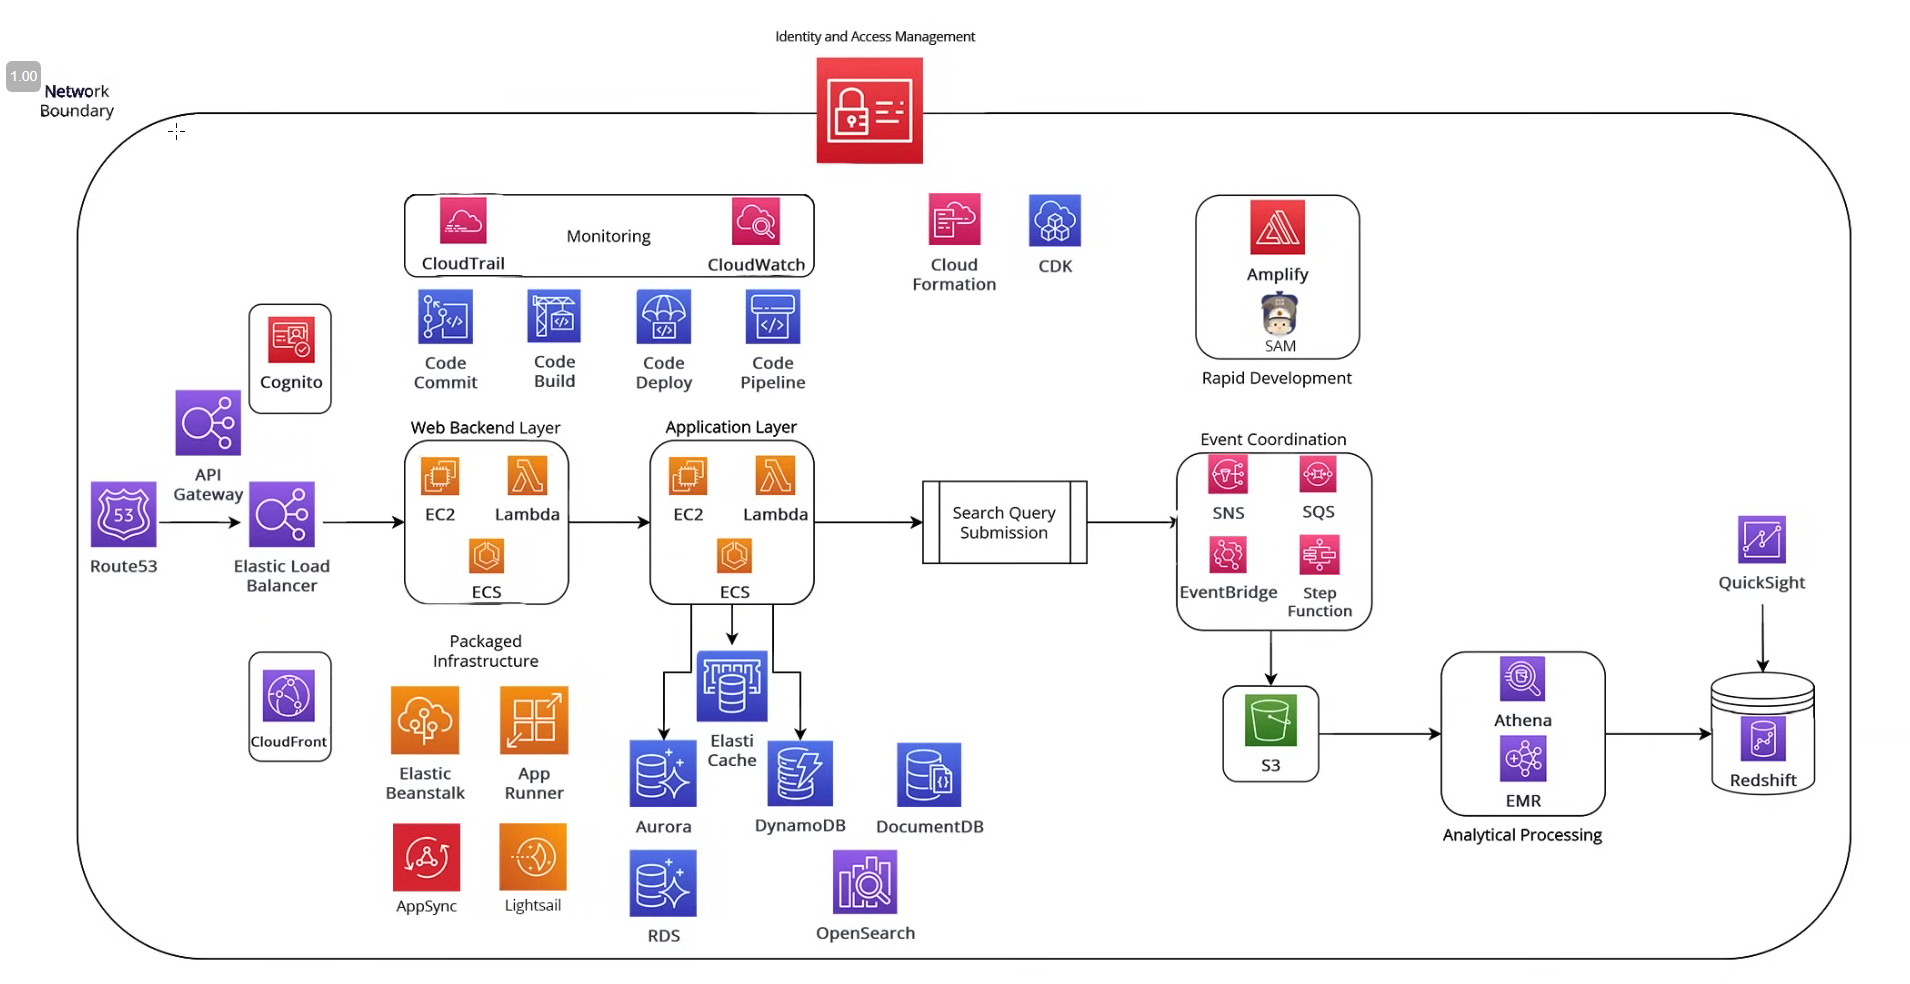 Identity and Access Management
1.00
Network
Boundary
Monitoring
CloudTrail
CloudWatch
Cloud
Formation
CDK
Amplify
SAM
Rapid Development
Cognito
Code
Commit
Code
Build
Code
Deploy
Code
Pipeline
API
Gateway
53
Route53
Elastic Load
Balancer
Web Backend Layer
EC2
Lambda
ECS
Application Layer
EC2
Lambda
ECS
Search Query
Submission
Event Coordination
SNS
SQS
EventBridge
Step
Function
QuickSight
CloudFront
Packaged
Infrastructure
Elastic
Beanstalk
App
Runner
AppSync
Lightsail
Elasti
Cache
Aurora
DynamoDB
DocumentDB
RDS
OpenSearch
S3
Athena
EMR
Analytical Processing
Redshift